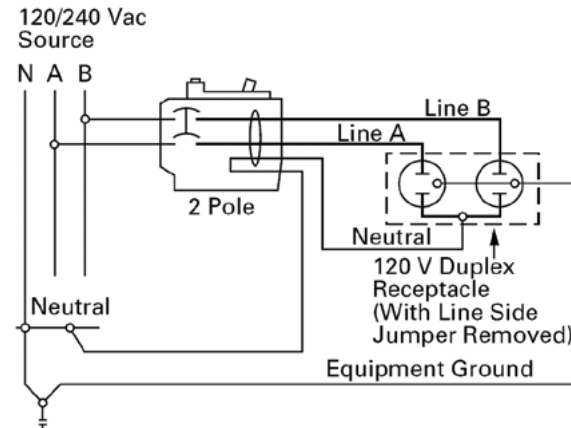 120/240 Vac
Source
N A B
Line B
Line A
2 Pole
Neutral
120 V Duplex
Receptacle
(With Line Side
Jumper Removed)
Neutral
Equipment Ground